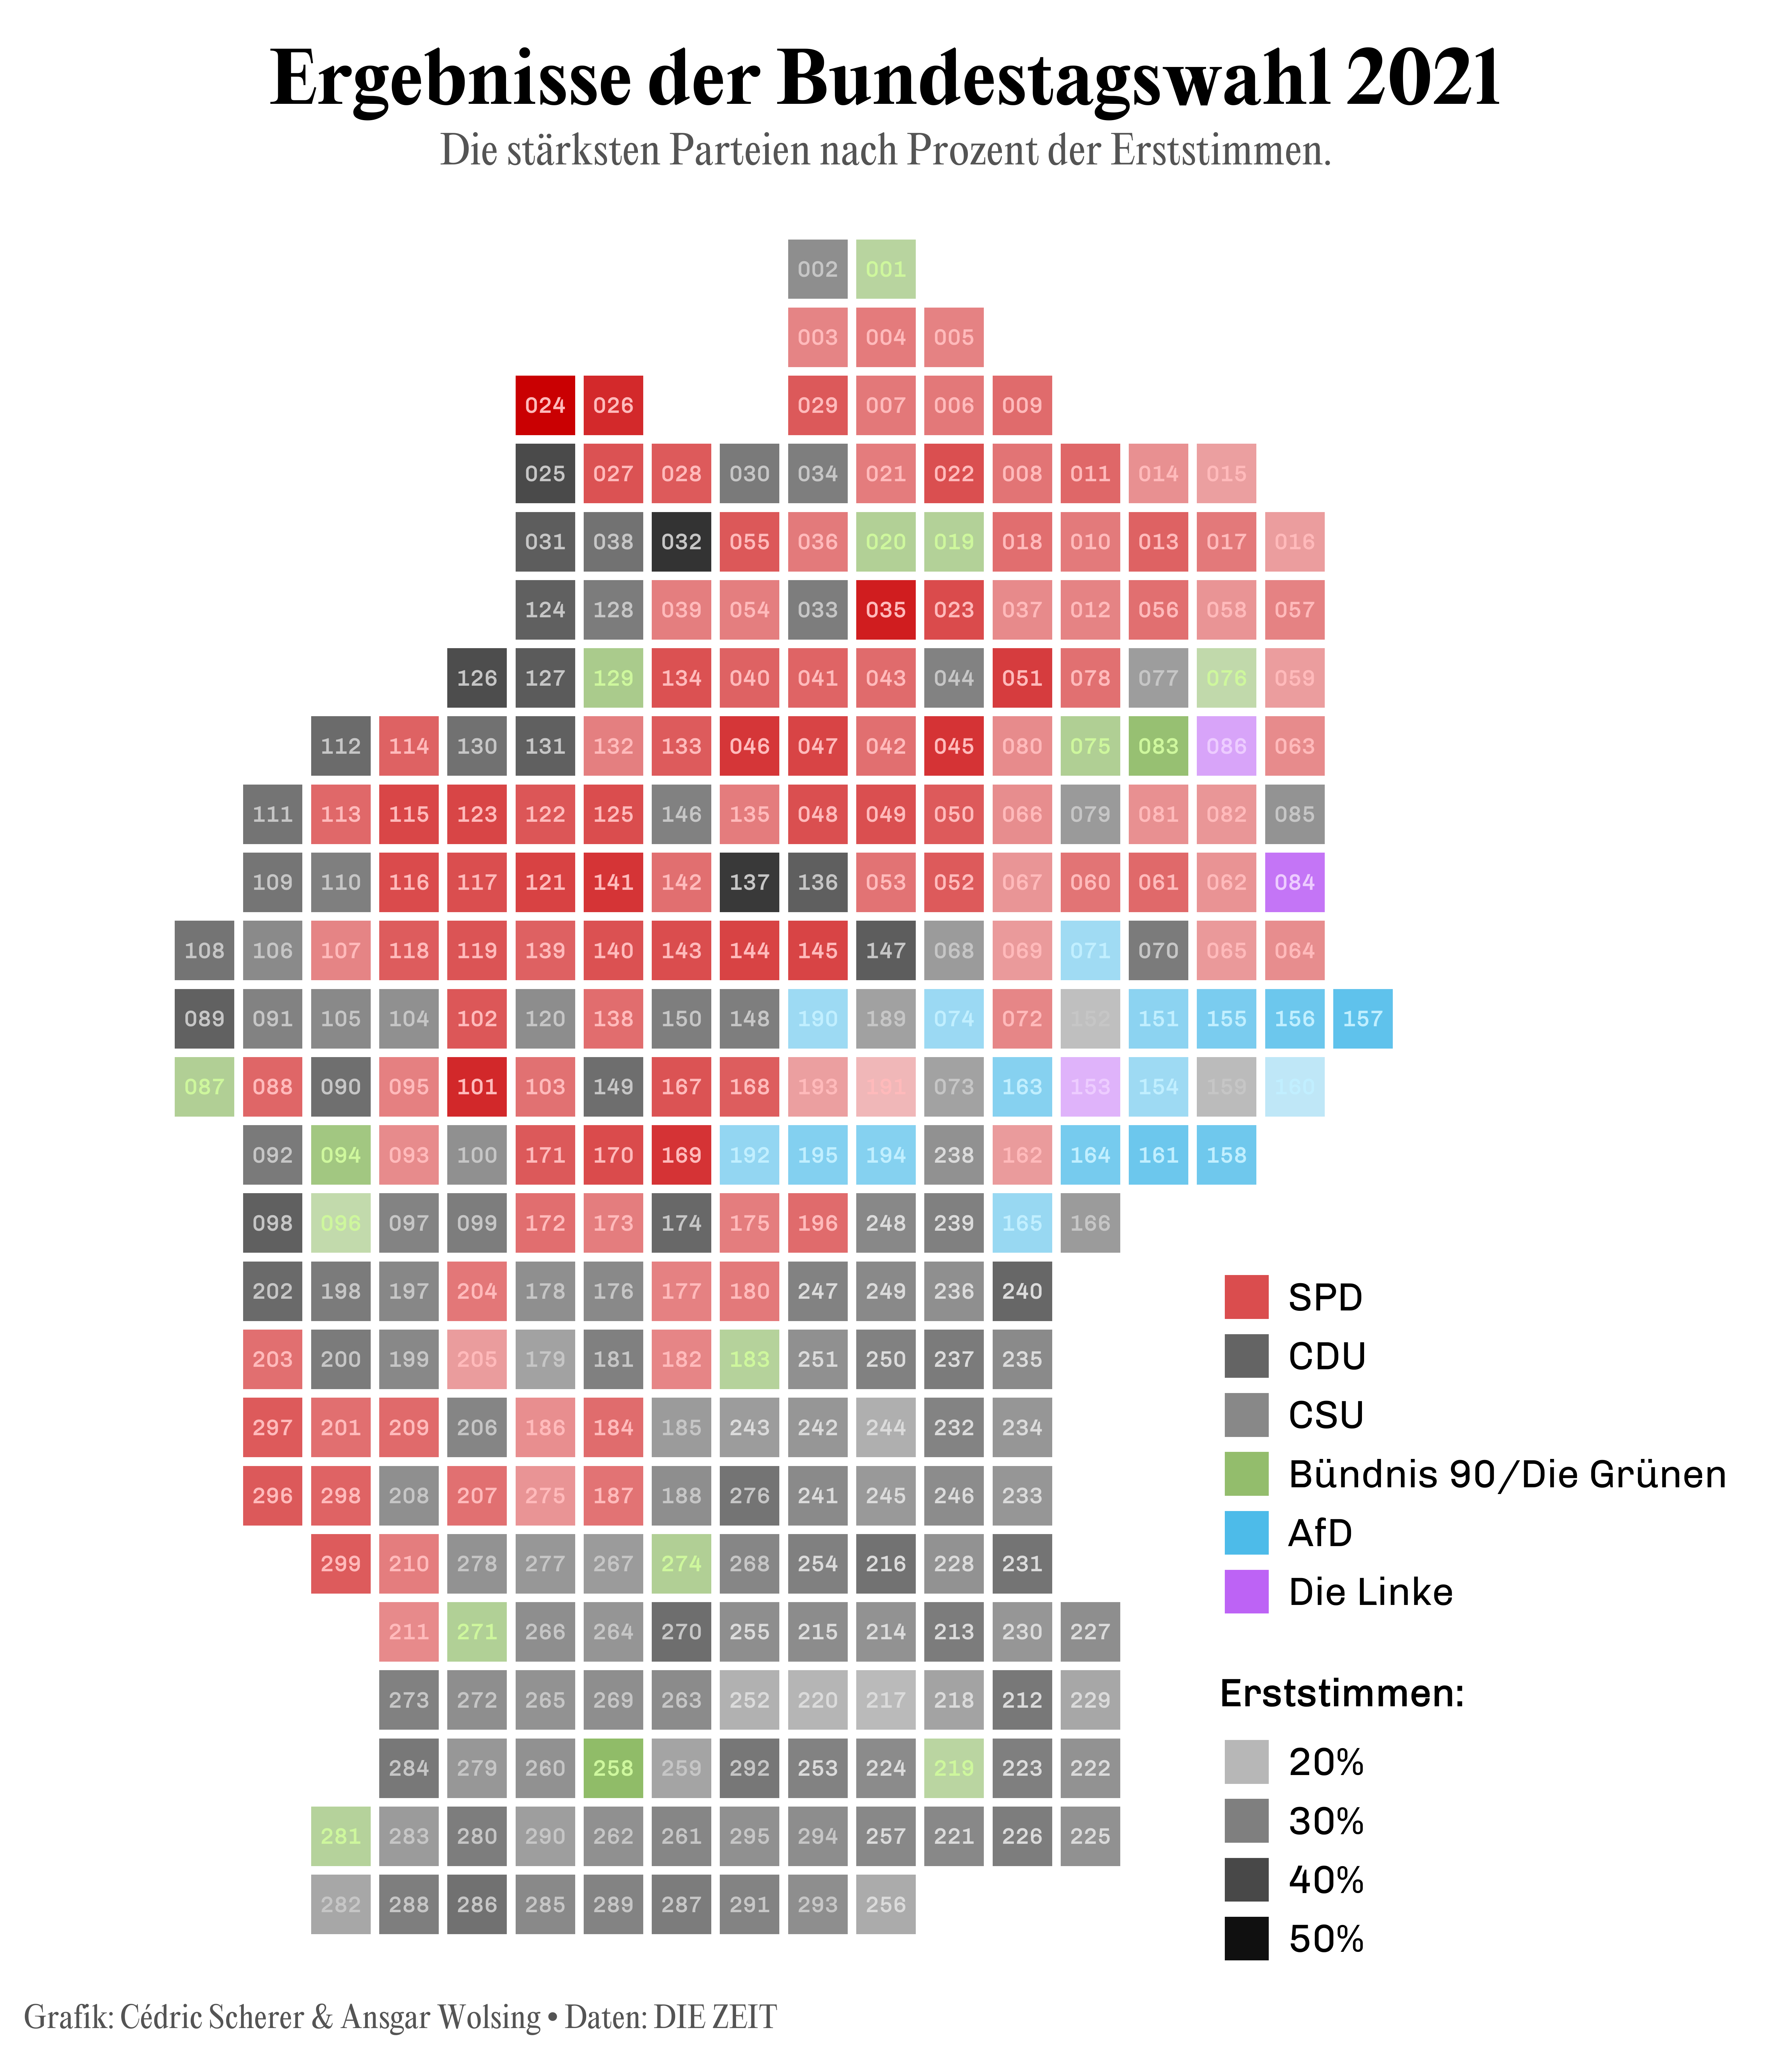 Ergebnisse der Bundestagswahl 2021
Die stärksten Parteien nach Prozent der Erststimmen.
002 001
003 004 005
024 026 029 007 006 009
025 027 028 030 034 021 022 008 011 014 015
031 038 032 055 036 020 019 018 010 013 017 016
124 128 039 054 033 035 023 037 012 056 058 057
126 127 129 134 040 041 043 044 051 078 077 076 059
112 114 130 131 132 133 046 047 042 045 080 075 083 086 063
111 113 115 123 122 125 146 135 048 049 050 066 079 081 082 085
109 110 116 117 121 141 142 137 136 053 052 067 060 061 062 084
108 106 107 118 119 139 140 143 144 145 147 068 069 071 070 065 064
089 091 105 104 102 120 138 150 148 190 189 074 072 152 151 155 156 157
087 088 090 095 101 103 149 167 168 193 191 073 163 153 154 159 160
092 094 093 100 171 170 169 192 195 194 238 162 164 161 158
098 096 097 099 172 173 174 175 196 248 239 165 166
202 198 197 204 178 176 177 180 247 249 236 240
203 200 199 205 179 181 182 183 251 250 237 235
297 201 209 206 186 184 185 243 242 244 232 234
296 298 208 207 275 187 188 276 241 245 246 233
299 210 278 277 267 274 268 254 216 228 231
211 271 266 264 270 255 215 214 213 230 227
273 272 265 269 263 252 220 217 218 212 229
284 279 260 258 259 292 253 224 219 223 222
281 283 280 290 262 261 295 294 257 221 226 225
282 288 286 285 289 287 291 293 256
SPD
CDU
CSU
Bündnis 90/Die Grünen
AfD
Die Linke
Erststimmen:
20%
30%
40%
50%
Grafik: Cédric Scherer & Ansgar Wolsing • Daten: DIE ZEIT